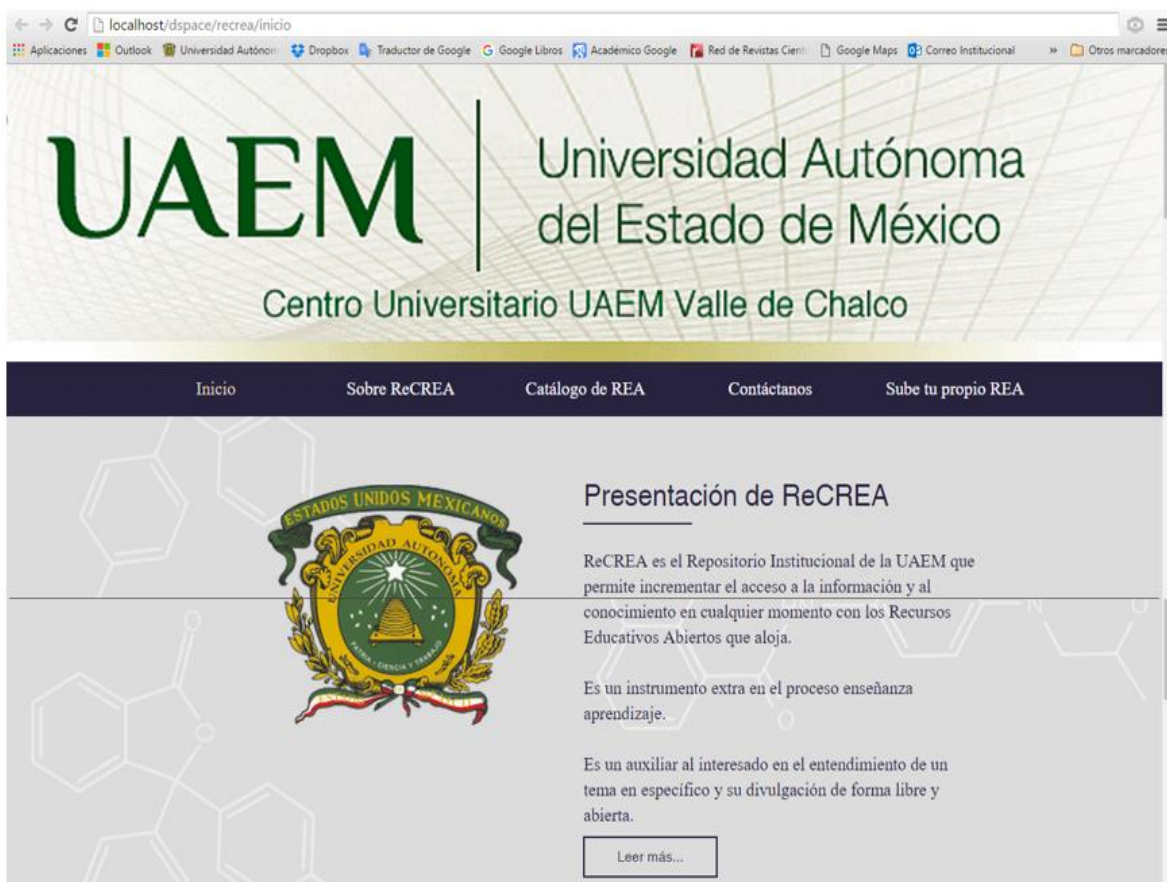 localhost/dspace/recrea/inicio
Aplicaciones Outlook Universidad Autónom Dropbox Traductor de Google Google Libros Académico Google Red de Revistas Cient Google Maps Correo Institucional » Otros marcadores
UAEM
Universidad Autónoma
del Estado de México
Centro Universitario UAEM Valle de Chalco
Inicio Sobre ReCREA Catálogo de REA Contáctanos Sube tu propio REA
ESTADOS UNIDOS MEXICANOS
UNIVERSIDAD AUTONOMA
PATRIA • CIENCIA Y TRABAJO
Presentación de ReCREA
ReCREA es el Repositorio Institucional de la UAEM que
permite incrementar el acceso a la información y al
conocimiento en cualquier momento con los Recursos
Educativos Abiertos que aloja.
Es un instrumento extra en el proceso enseñanza
aprendizaje.
Es un auxiliar al interesado en el entendimiento de un
tema en específico y su divulgación de forma libre y
abierta.
Leer más...
O
N
O
O
O